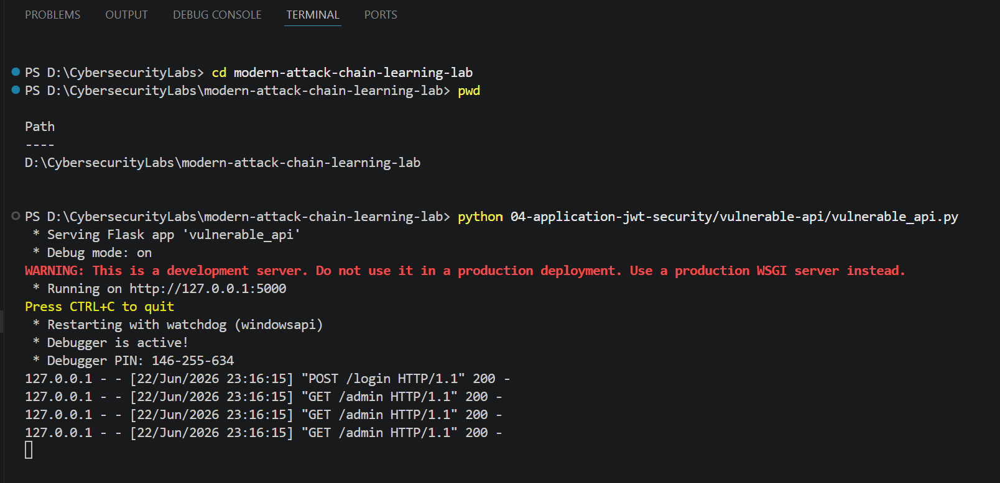 PROBLEMS OUTPUT DEBUG CONSOLE TERMINAL PORTS
PS D:\CybersecurityLabs> cd modern-attack-chain-learning-lab
PS D:\CybersecurityLabs\modern-attack-chain-learning-lab> pwd
Path
----
D:\CybersecurityLabs\modern-attack-chain-learning-lab
PS D:\CybersecurityLabs\modern-attack-chain-learning-lab> python 04-application-jwt-security/vulnerable-api/vulnerable_api.py
 * Serving Flask app 'vulnerable_api'
 * Debug mode: on
WARNING: This is a development server. Do not use it in a production deployment. Use a production WSGI server instead.
 * Running on http://127.0.0.1:5000
Press CTRL+C to quit
 * Restarting with watchdog (windowsapi)
 * Debugger is active!
 * Debugger PIN: 146-255-634
127.0.0.1 - - [22/Jun/2026 23:16:15] "POST /login HTTP/1.1" 200 -
127.0.0.1 - - [22/Jun/2026 23:16:15] "GET /admin HTTP/1.1" 200 -
127.0.0.1 - - [22/Jun/2026 23:16:15] "GET /admin HTTP/1.1" 200 -
127.0.0.1 - - [22/Jun/2026 23:16:15] "GET /admin HTTP/1.1" 200 -